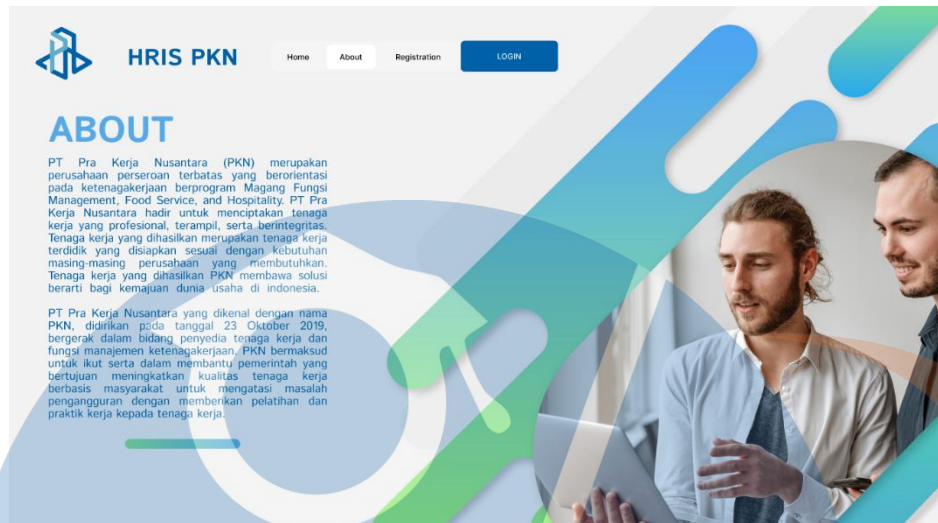 HRIS PKN
Home
About
Registration
LOGIN
ABOUT
PT Pra Kerja Nusantara (PKN) merupakan
perusahaan perseroan terbatas yang berorientasi
pada ketenagakerjaan berprogram Magang Fungsi
Management, Food Service, and Hospitality. PT Pra
Kerja Nusantara hadir untuk menciptakan tenaga
kerja yang profesional, terampil, serta berintegritas.
Tenaga kerja yang dihasilkan merupakan tenaga kerja
terdidik yang disiapkan sesuai dengan kebutuhan
masing-masing perusahaan yang membutuhkan.
Tenaga kerja yang dihasilkan PKN membawa solusi
berarti bagi kemajuan dunia usaha di indonesia.
PT Pra Kerja Nusantara yang dikenal dengan nama
PKN, didirikan pada tanggal 23 Oktober 2019,
bergerak dalam bidang penyedia tenaga kerja dan
fungsi manajemen ketenagakerjaan, PKN bermaksud
untuk ikut serta dalam membantu pemerintah yang
bertujuan meningkatkan kualitas tenaga kerja
berbasis masyarakat untuk mengatasi masalah
pengangguran dengan memberikan pelatihan dan
praktik kerja kepada tenaga kerja.